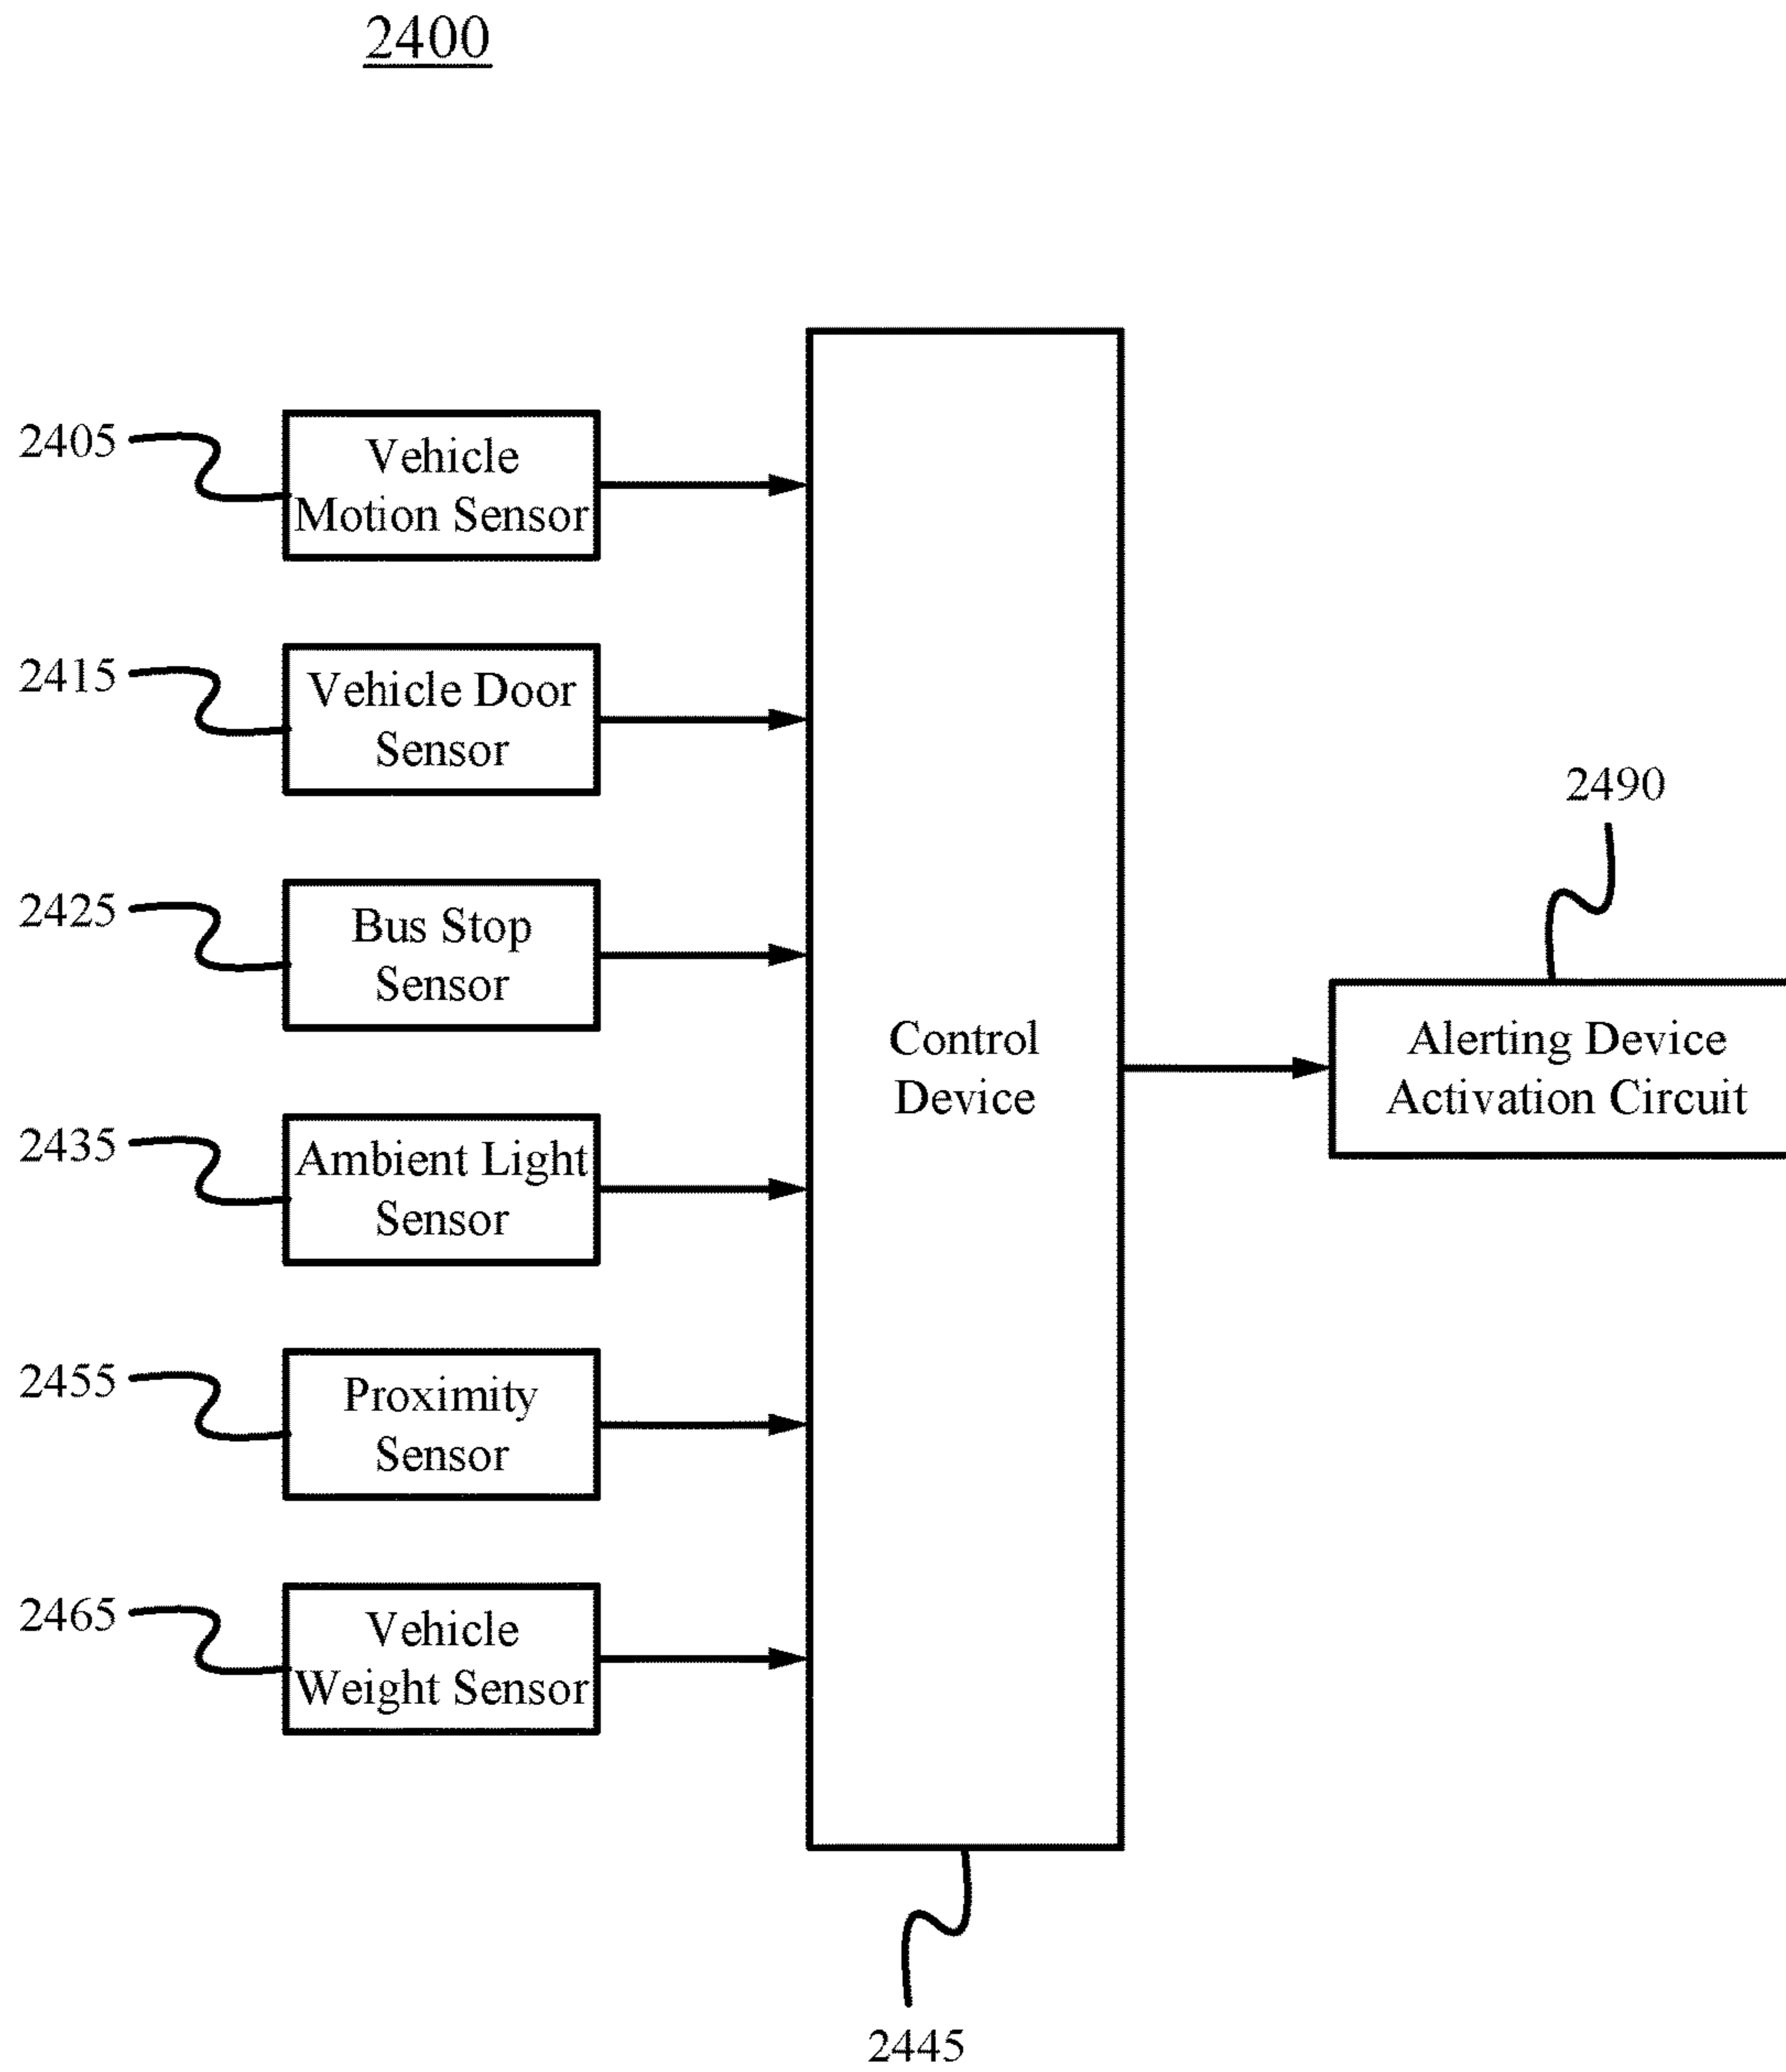 2400
2405
Vehicle
Motion Sensor
2415
Vehicle Door
Sensor
2425
Bus Stop
Sensor
2435
Ambient Light
Sensor
2455
Proximity
Sensor
2465
Vehicle
Weight Sensor
Control
Device
2445
2490
Alerting Device
Activation Circuit